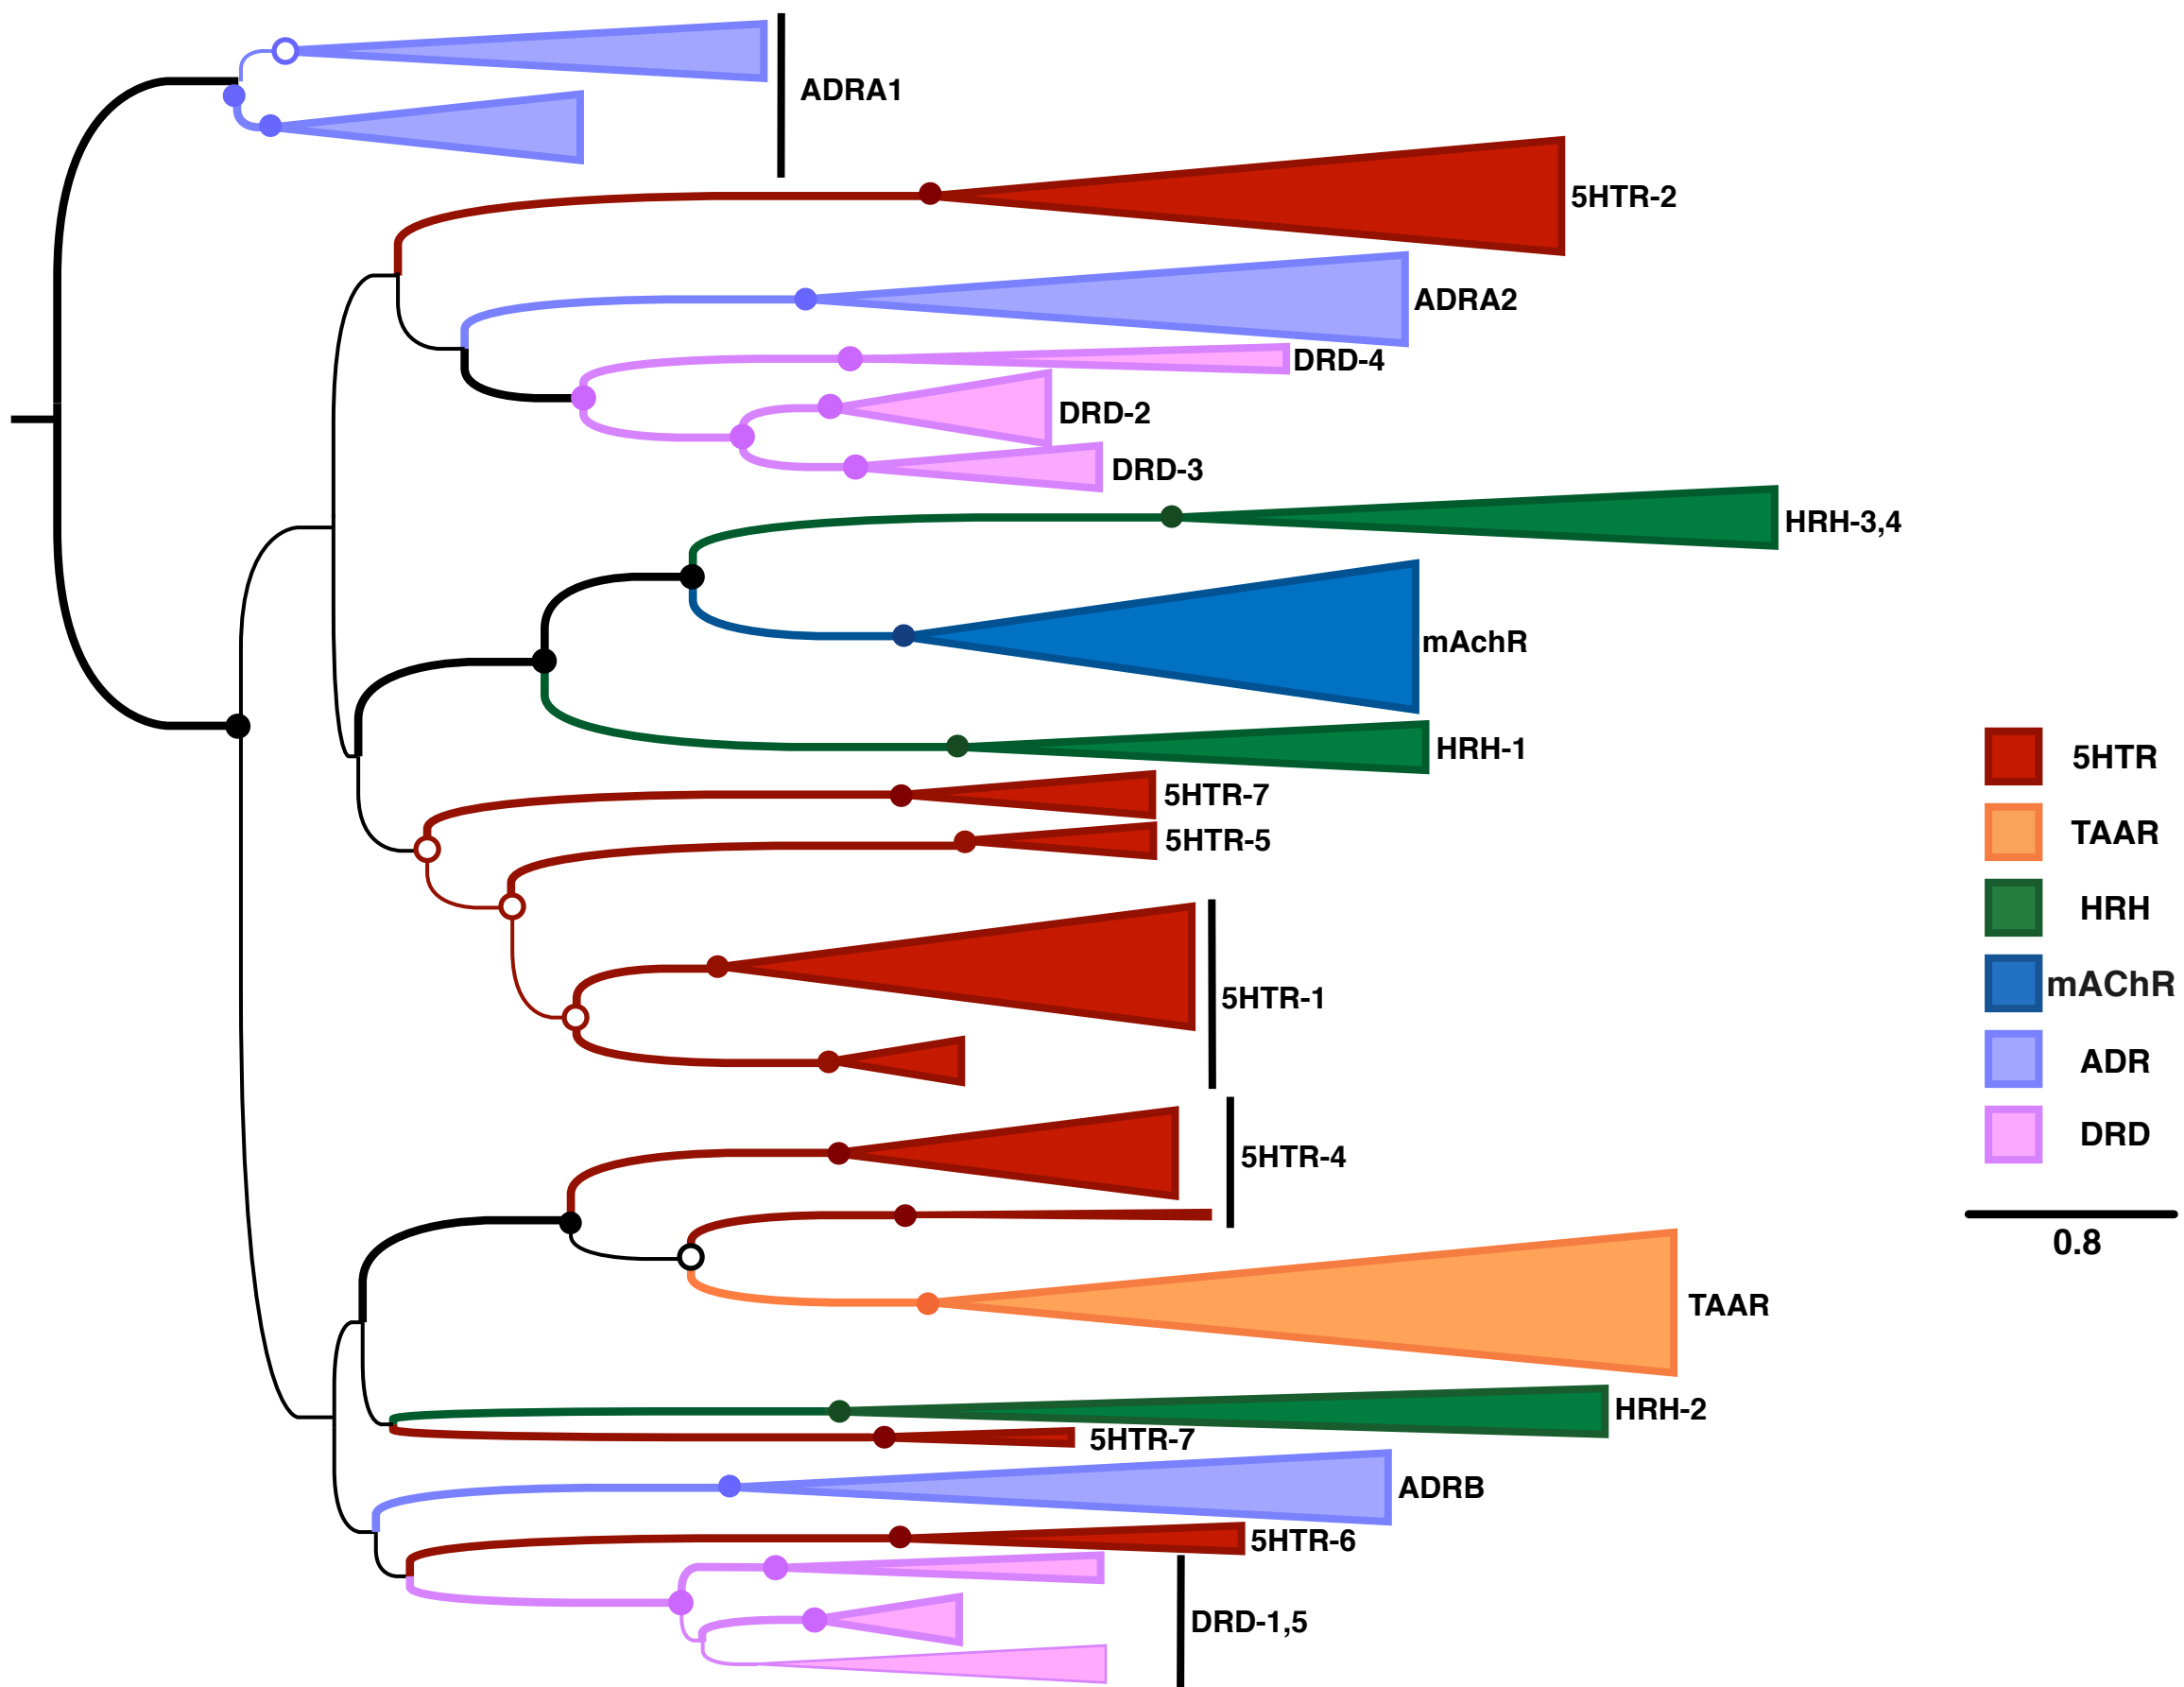 ADRA1
5HTR-2
ADRA2
DRD-4
DRD-2
DRD-3
HRH-3,4
mAchR
HRH-1
5HTR-7
5HTR-5
5HTR-1
5HTR-4
TAAR
HRH-2
5HTR-7
ADRB
5HTR-6
DRD-1,5
5HTR
TAAR
HRH
mAChR
ADR
DRD
0.8